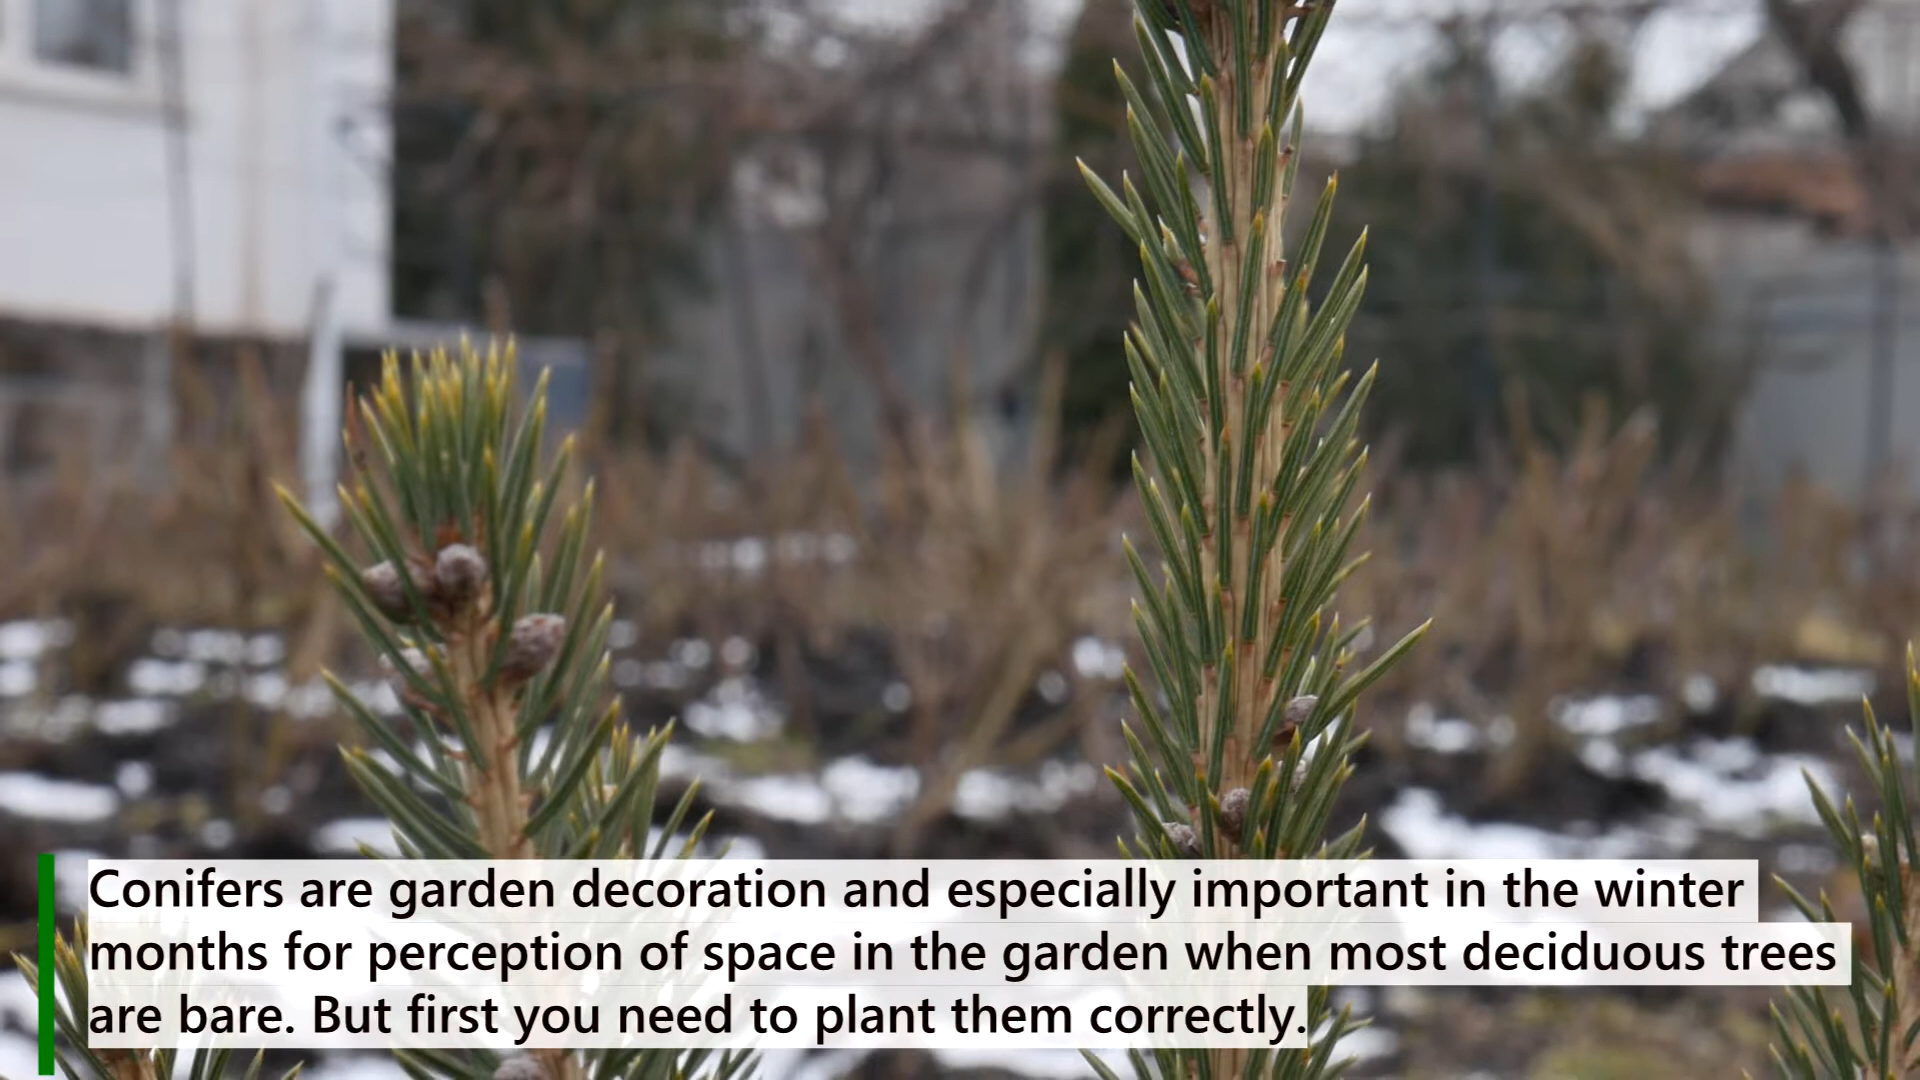 Conifers are garden decoration and especially important in the winter
months for perception of space in the garden when most deciduous trees
are bare. But first you need to plant them correctly.